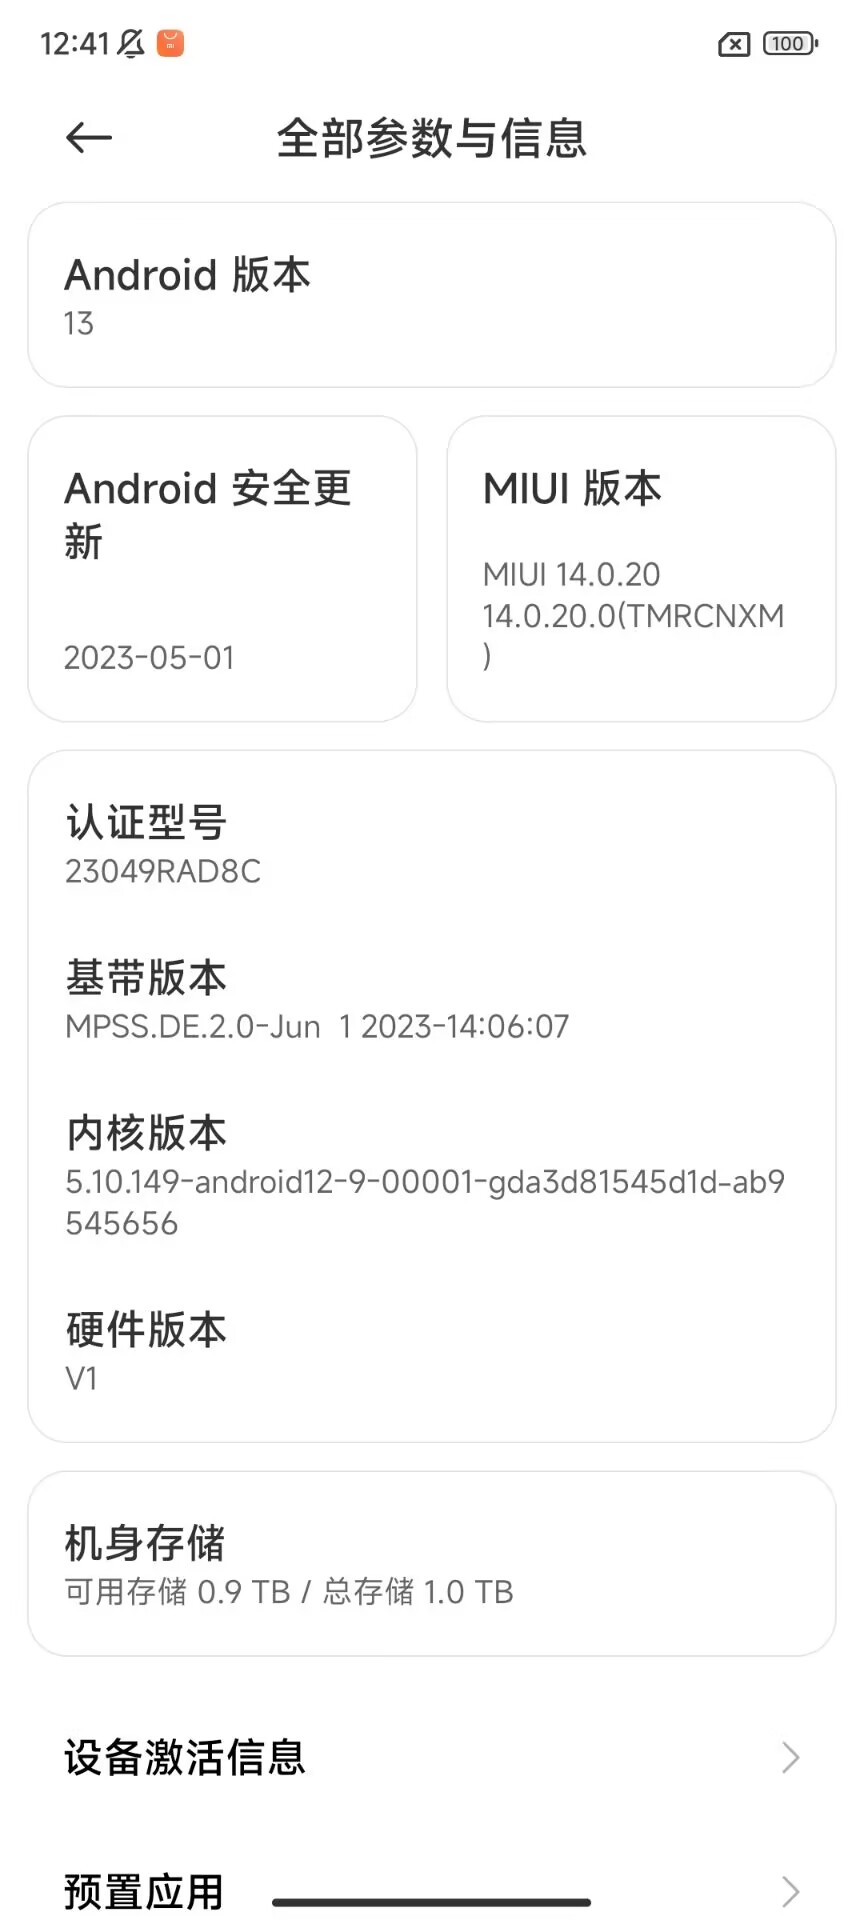 12:41
100
全部参数与信息
Android 版本
13
Android 安全更
新
2023-05-01
MIUI 版本
MIUI 14.0.20
14.0.20.0(TMRCNXM
)
认证型号
23049RAD8C
基带版本
MPSS.DE.2.0-Jun  1 2023-14:06:07
内核版本
5.10.149-android12-9-00001-gda3d81545d1d-ab9
545656
硬件版本
V1
机身存储
可用存储 0.9 TB / 总存储 1.0 TB
设备激活信息
预置应用